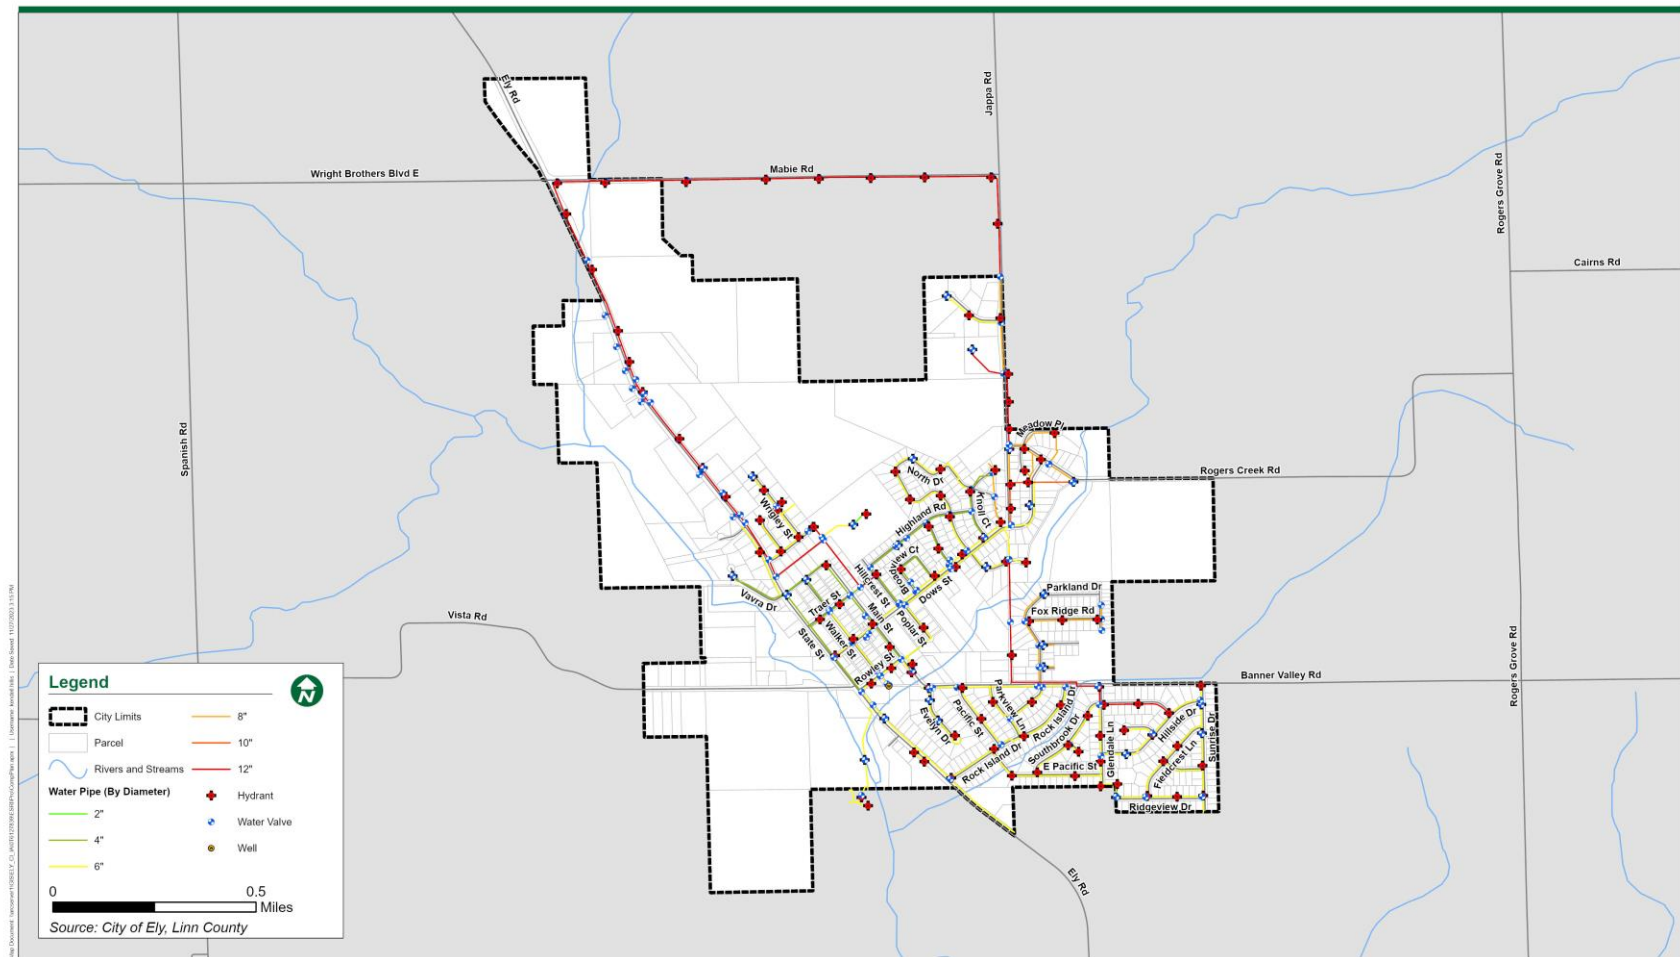 Ely Rd
Jappa Rd
Mabie Rd
Wright Brothers Blvd E
Rogers Grove Rd
Cairns Rd
Spanish Rd
Meadow Pl
Rogers Creek Rd
North Dr
Knoll Ct
Highland Rd
Wrigley St
Broadview Ct
Dows St
Hillcrest St
Parkland Dr
Fox Ridge Rd
Vavra Dr
Traer St
Main St
Poplar St
Walker St
State St
Rowley St
Vista Rd
Rogers Grove Rd
Banner Valley Rd
Parkview Ln
Pacific St
Evelyn Dr
Rock Island Dr
Rock Island Dr
Southbrook Dr
E Pacific St
Glendale Ln
Hillside Dr
Fieldcrest Ln
Sunrise Dr
Ridgeview Dr
Ely Rd
Legend
N
City Limits
Parcel
Rivers and Streams
Water Pipe (By Diameter)
2"
4"
6"
8"
10"
12"
Hydrant
Water Valve
Well
0 0.5
Miles
Source: City of Ely, Linn County